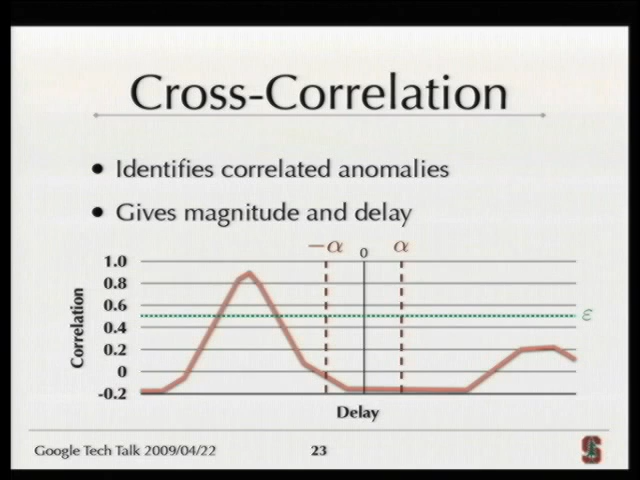 Cross-Correlation
• Identifies correlated anomalies
• Gives magnitude and delay
−α 0 α
1.0
0.8
0.6
ε
0.4
0.2
0
-0.2
Correlation
Delay
Google Tech Talk 2009/04/22 23
S